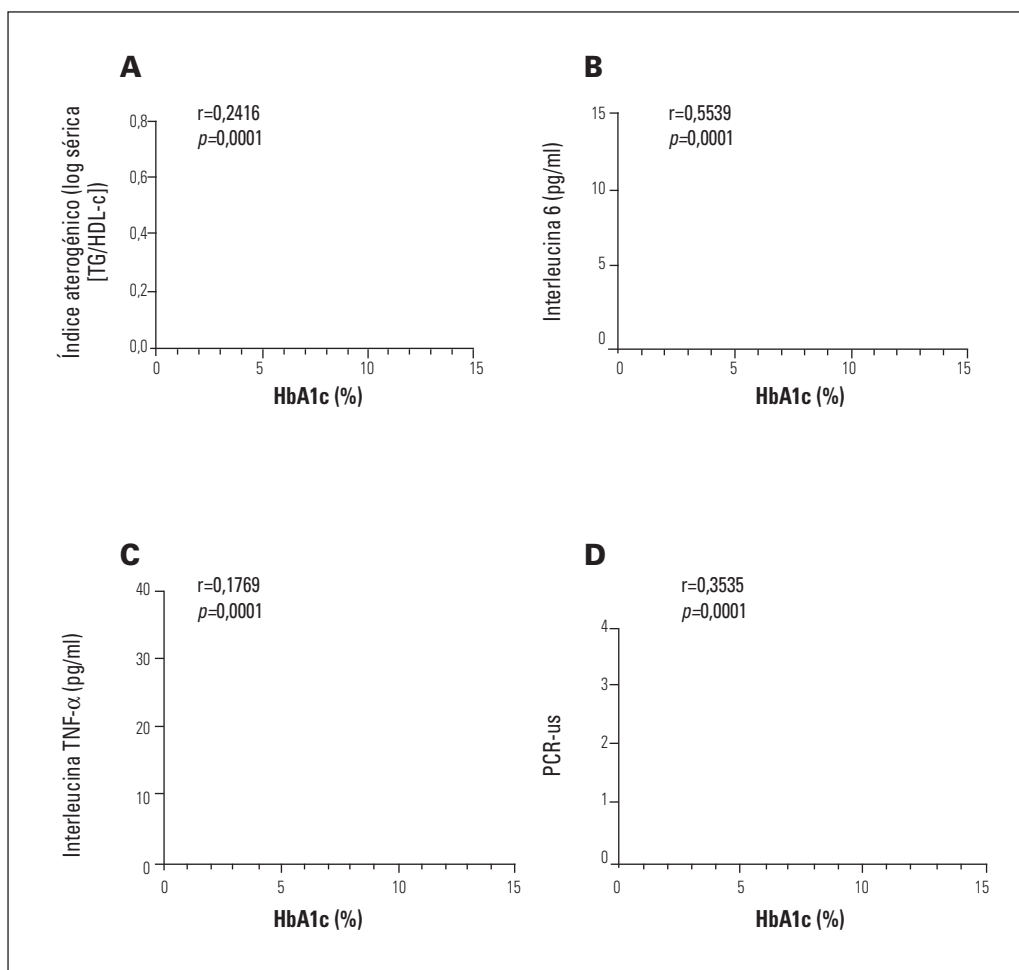 A
r=0,2416
p=0,0001
Índice aterogénico (log sérica
[TG/HDL-c])
0,8
0,6
0,4
0,2
0,0
0 5 10 15
HbA1c (%)
B
r=0,5539
p=0,0001
Interleucina 6 (pg/ml)
15
10
5
0
0 5 10 15
HbA1c (%)
C
r=0,1769
p=0,0001
Interleucina TNF-α (pg/ml)
40
30
20
10
0
0 5 10 15
HbA1c (%)
D
r=0,3535
p=0,0001
PCR-us
4
3
2
1
0
0 5 10 15
HbA1c (%)